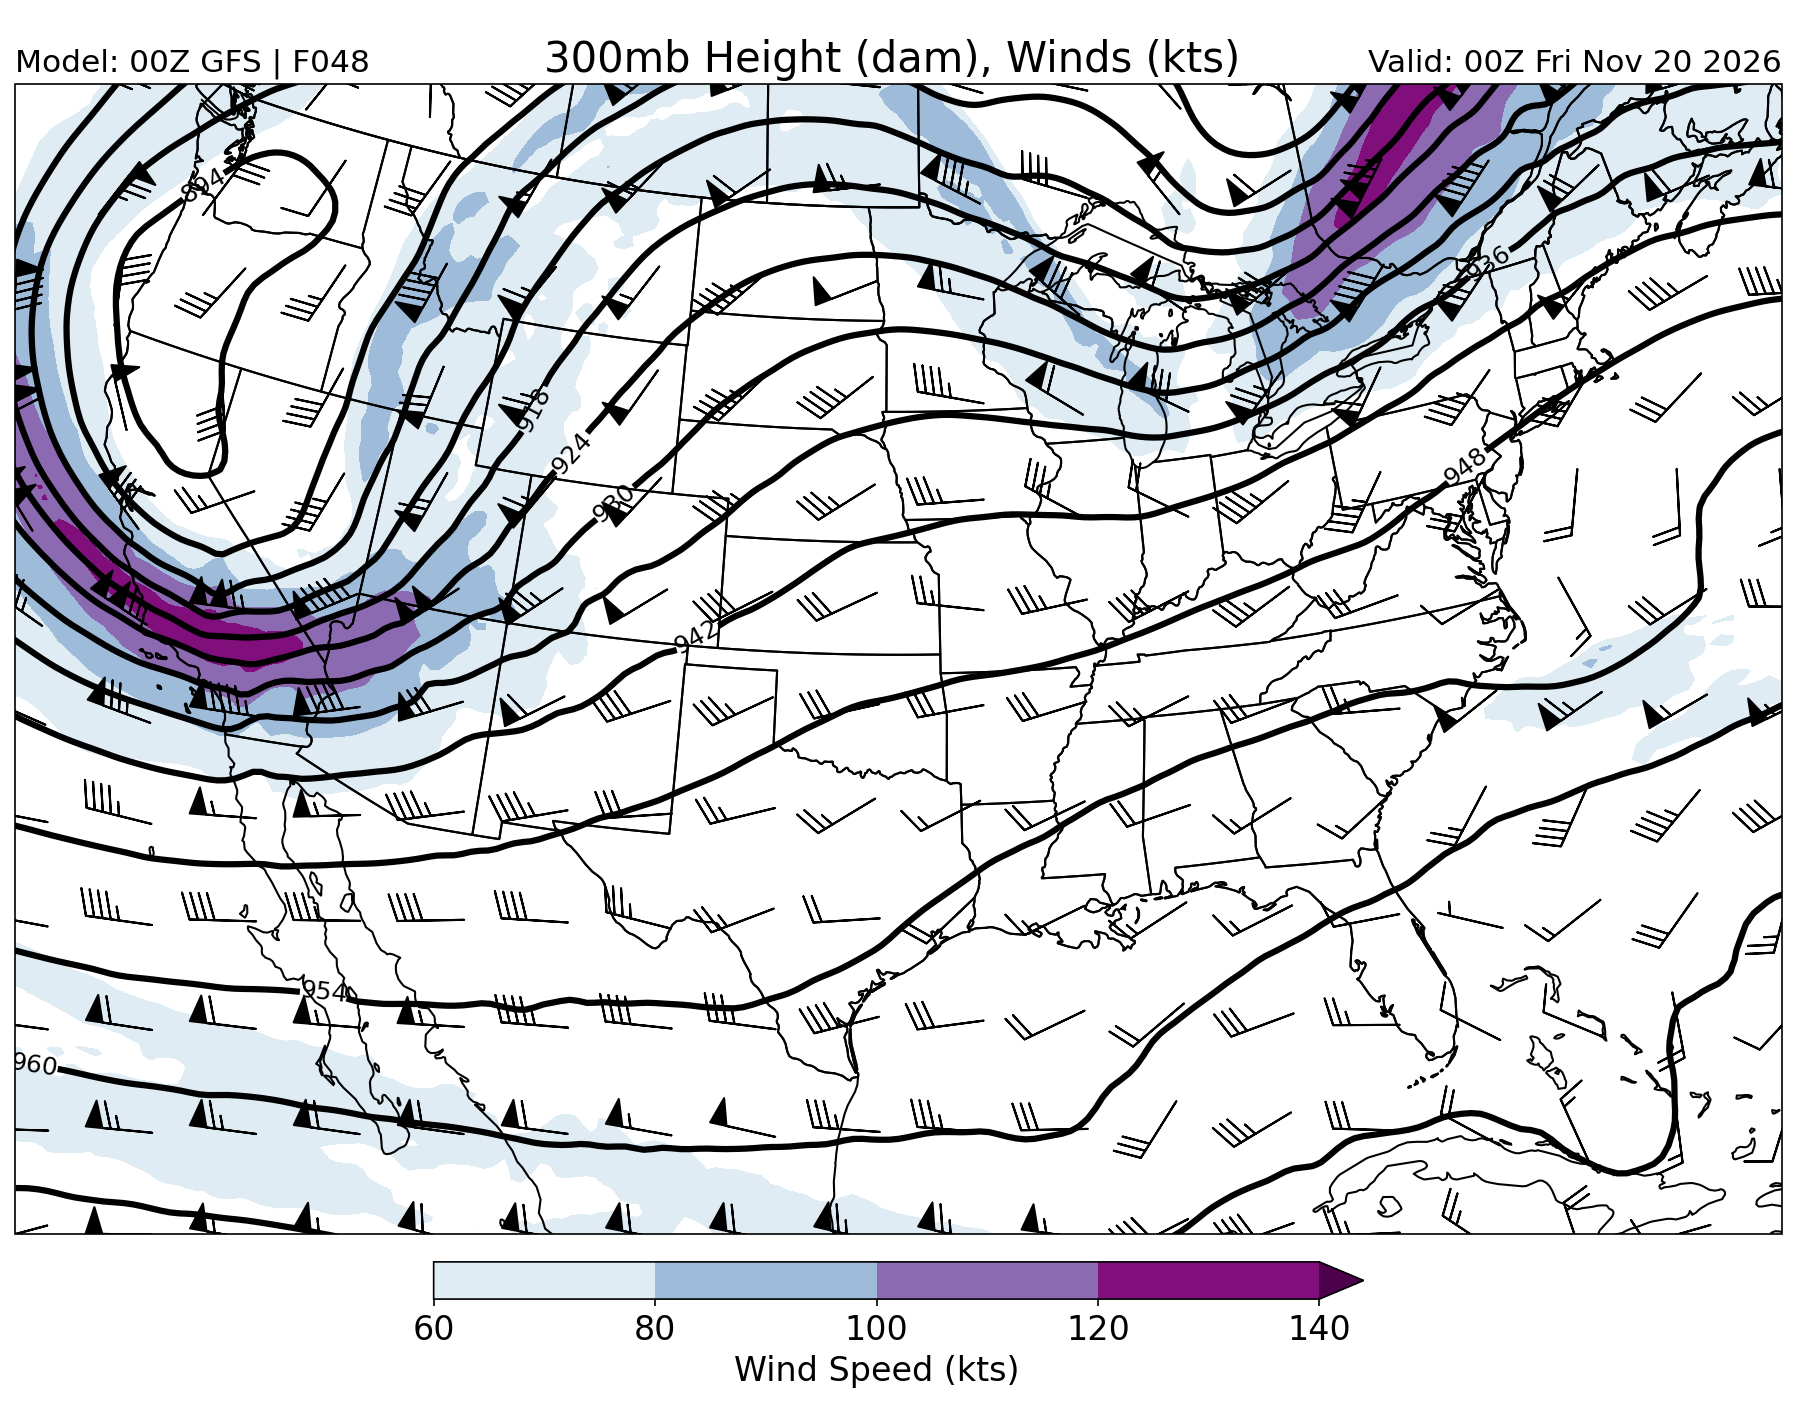 Model: 00Z GFS | F048
300mb Height (dam), Winds (kts)
Valid: 00Z Fri Nov 20 2026
894
936
918
924
930
948
942
954
960
60 80 100 120 140
Wind Speed (kts)